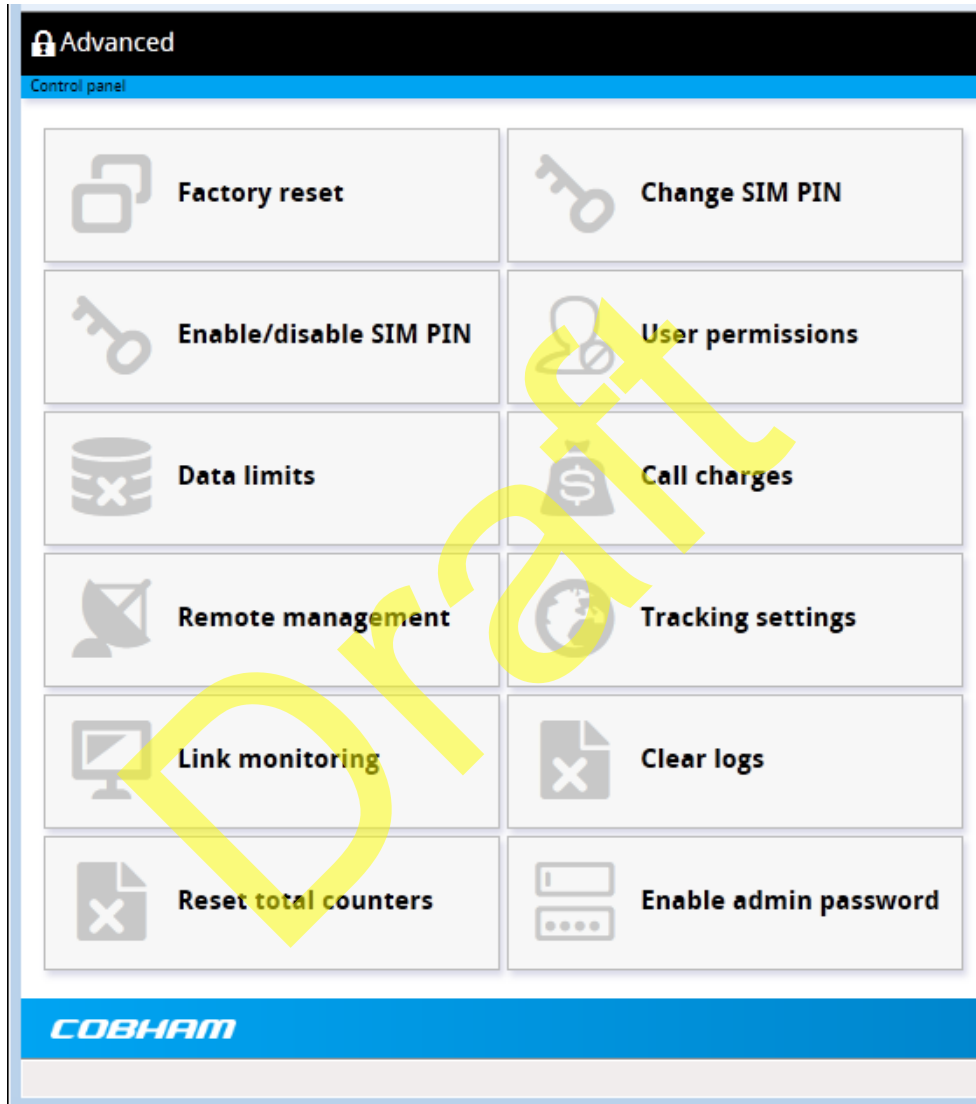 Advanced
Control panel
Factory reset
Change SIM PIN
Enable/disable SIM PIN
User permissions
Data limits
Call charges
Remote management
Tracking settings
Link monitoring
Clear logs
Reset total counters
Enable admin password
Draft
COBHAM